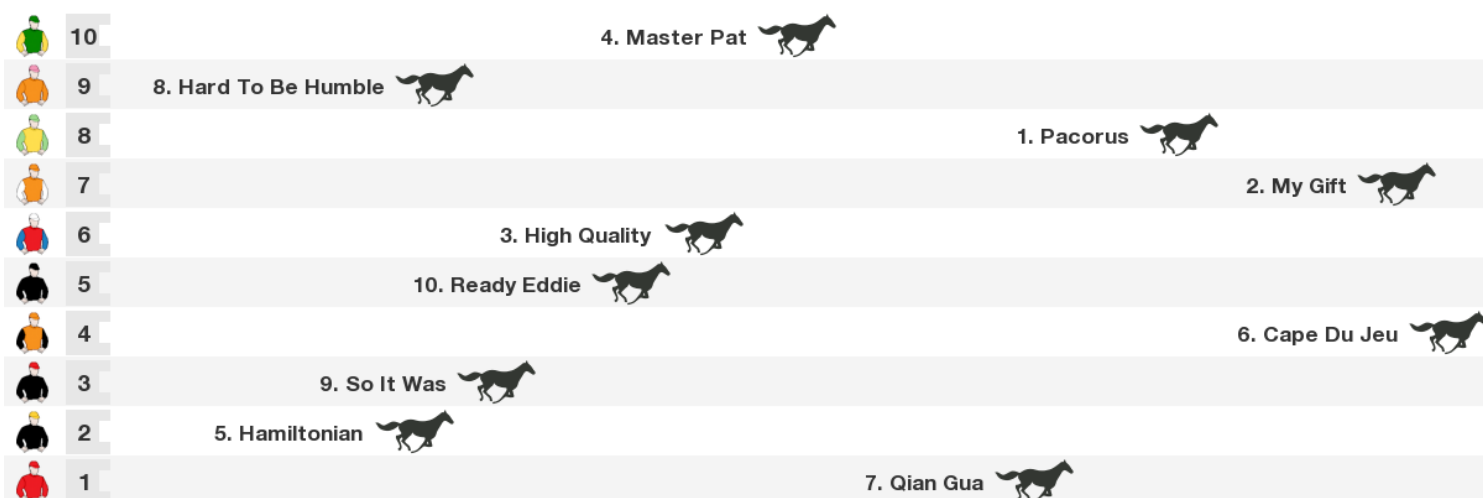 10 4. Master Pat
9 8. Hard To Be Humble
8 1. Pacorus
7 2. My Gift
6 3. High Quality
5 10. Ready Eddie
4 6. Cape Du Jeu
3 9. So It Was
2 5. Hamiltonian
1 7. Qian Gua